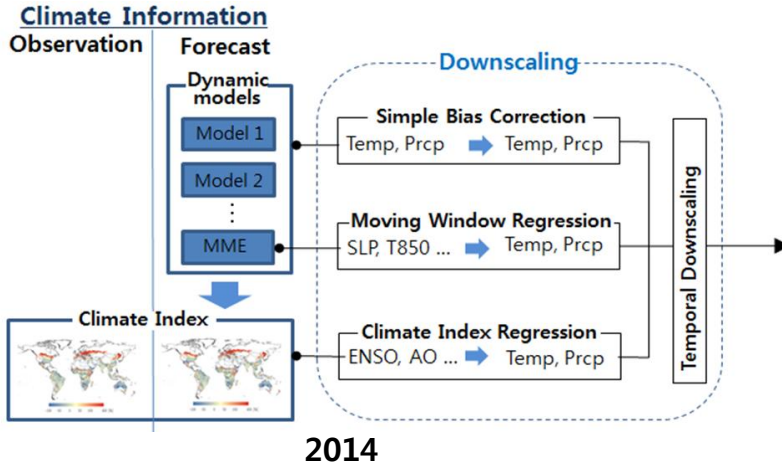 Climate Information
Observation
Forecast
Dynamic
models
Model 1
Model 2
MME
Climate Index
Downscaling
Simple Bias Correction
Temp, Prcp
Temp, Prcp
Moving Window Regression
SLP, T850 ...
Temp, Prcp
Climate Index Regression
ENSO, AO ...
Temp, Prcp
Temporal Downscaling
2014